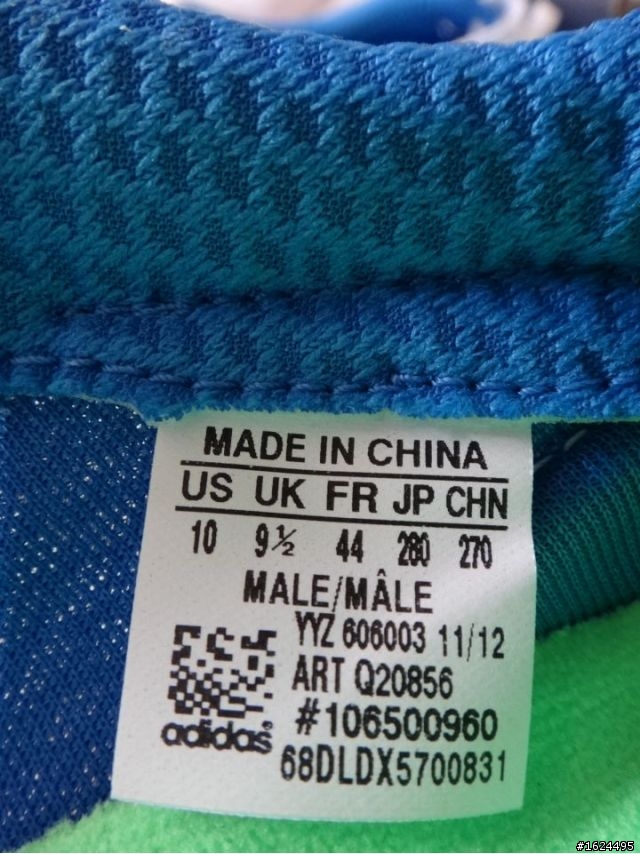 MADE IN CHINA
US UK FR JP CHN
10 9½ 44 280 270
MALE/MÂLE
YYZ 606003 11/12
ART Q20856
#106500960
adidas
68DLDX5700831
#1624495